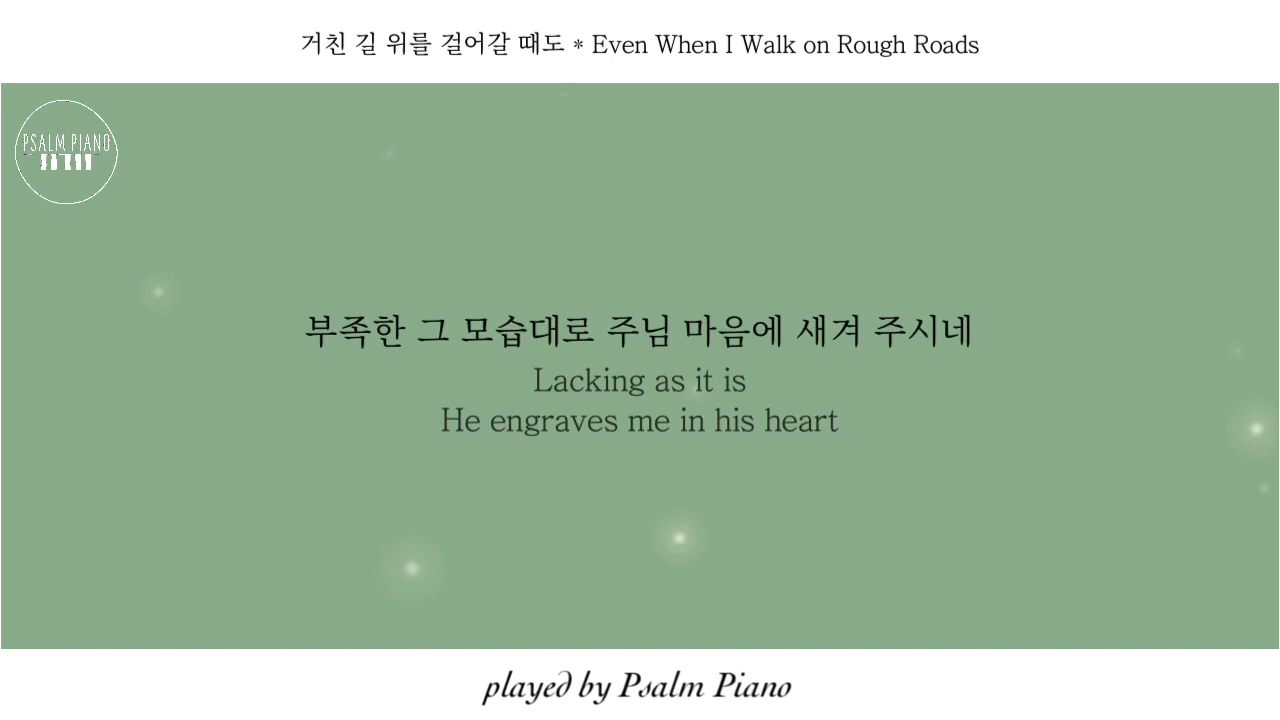 거친 길 위를 걸어갈 때도 * Even When I Walk on Rough Roads
PSALM PIANO
부족한 그 모습대로 주님 마음에 새겨 주시네
Lacking as it is
He engraves me in his heart
played by Psalm Piano